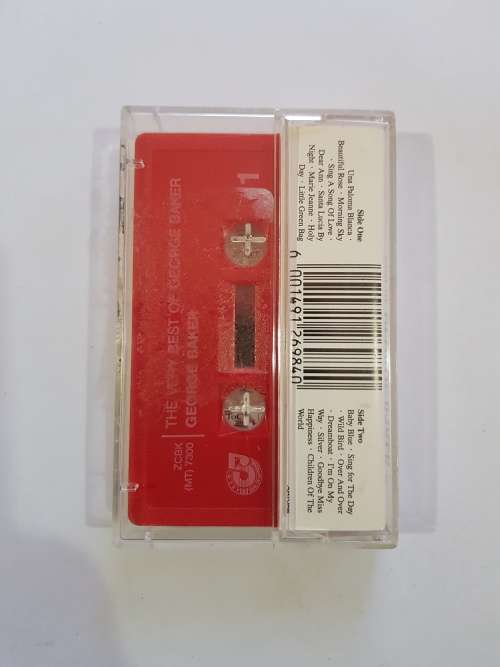 THE VERY BEST OF GEORGE BAKER
GEORGE BAKER
1
ZCBK
(MT) 7300
Side One
Una Paloma Blanca ·
Beautiful Rose · Morning Sky
· Sing A Song Of Love ·
Dear Ann · Santa Lucia By
Night · Marie Jeanne · Holy
Day · Little Green Bag
6 001491 269840
Side Two
Baby Blue · Sing for The Day
· Wild Bird · Over And Over
· Dreamboat · I'm On My
Way · Silver · Goodbye Miss
Happiness · Children Of The
World